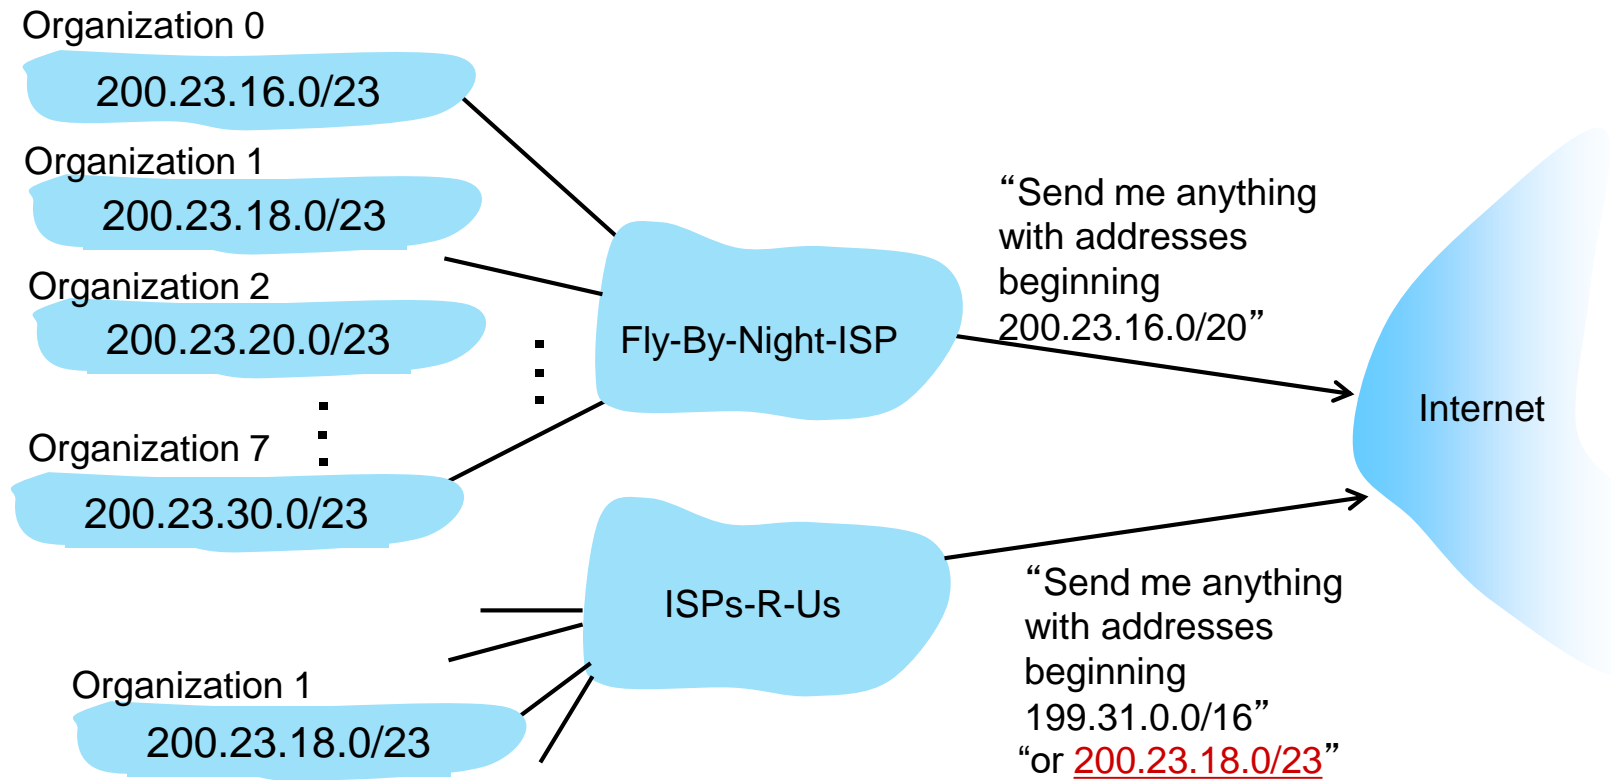 Organization 0
200.23.16.0/23
Organization 1
200.23.18.0/23
Organization 2
200.23.20.0/23
Organization 7
200.23.30.0/23
Fly-By-Night-ISP
“Send me anything
with addresses
beginning
200.23.16.0/20”
Internet
ISPs-R-Us
Organization 1
200.23.18.0/23
“Send me anything
with addresses
beginning
199.31.0.0/16”
“or 200.23.18.0/23”